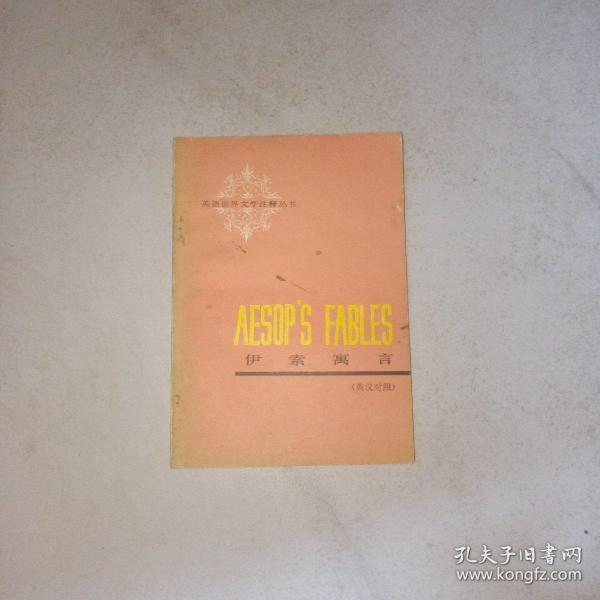 英语世界文学注释丛书
AESOP'S FABLES
伊索寓言
(英汉对照)
孔夫子旧书网
www.kongfz.com